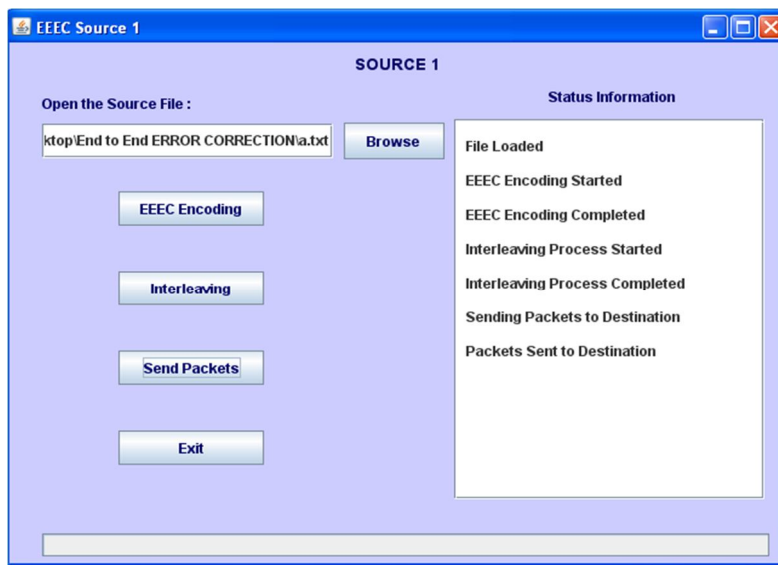 EEEC Source 1
SOURCE 1
Open the Source File :
ktop\End to End ERROR CORRECTION\a.txt
Browse
EEEC Encoding
Interleaving
Send Packets
Exit
Status Information
File Loaded
EEEC Encoding Started
EEEC Encoding Completed
Interleaving Process Started
Interleaving Process Completed
Sending Packets to Destination
Packets Sent to Destination